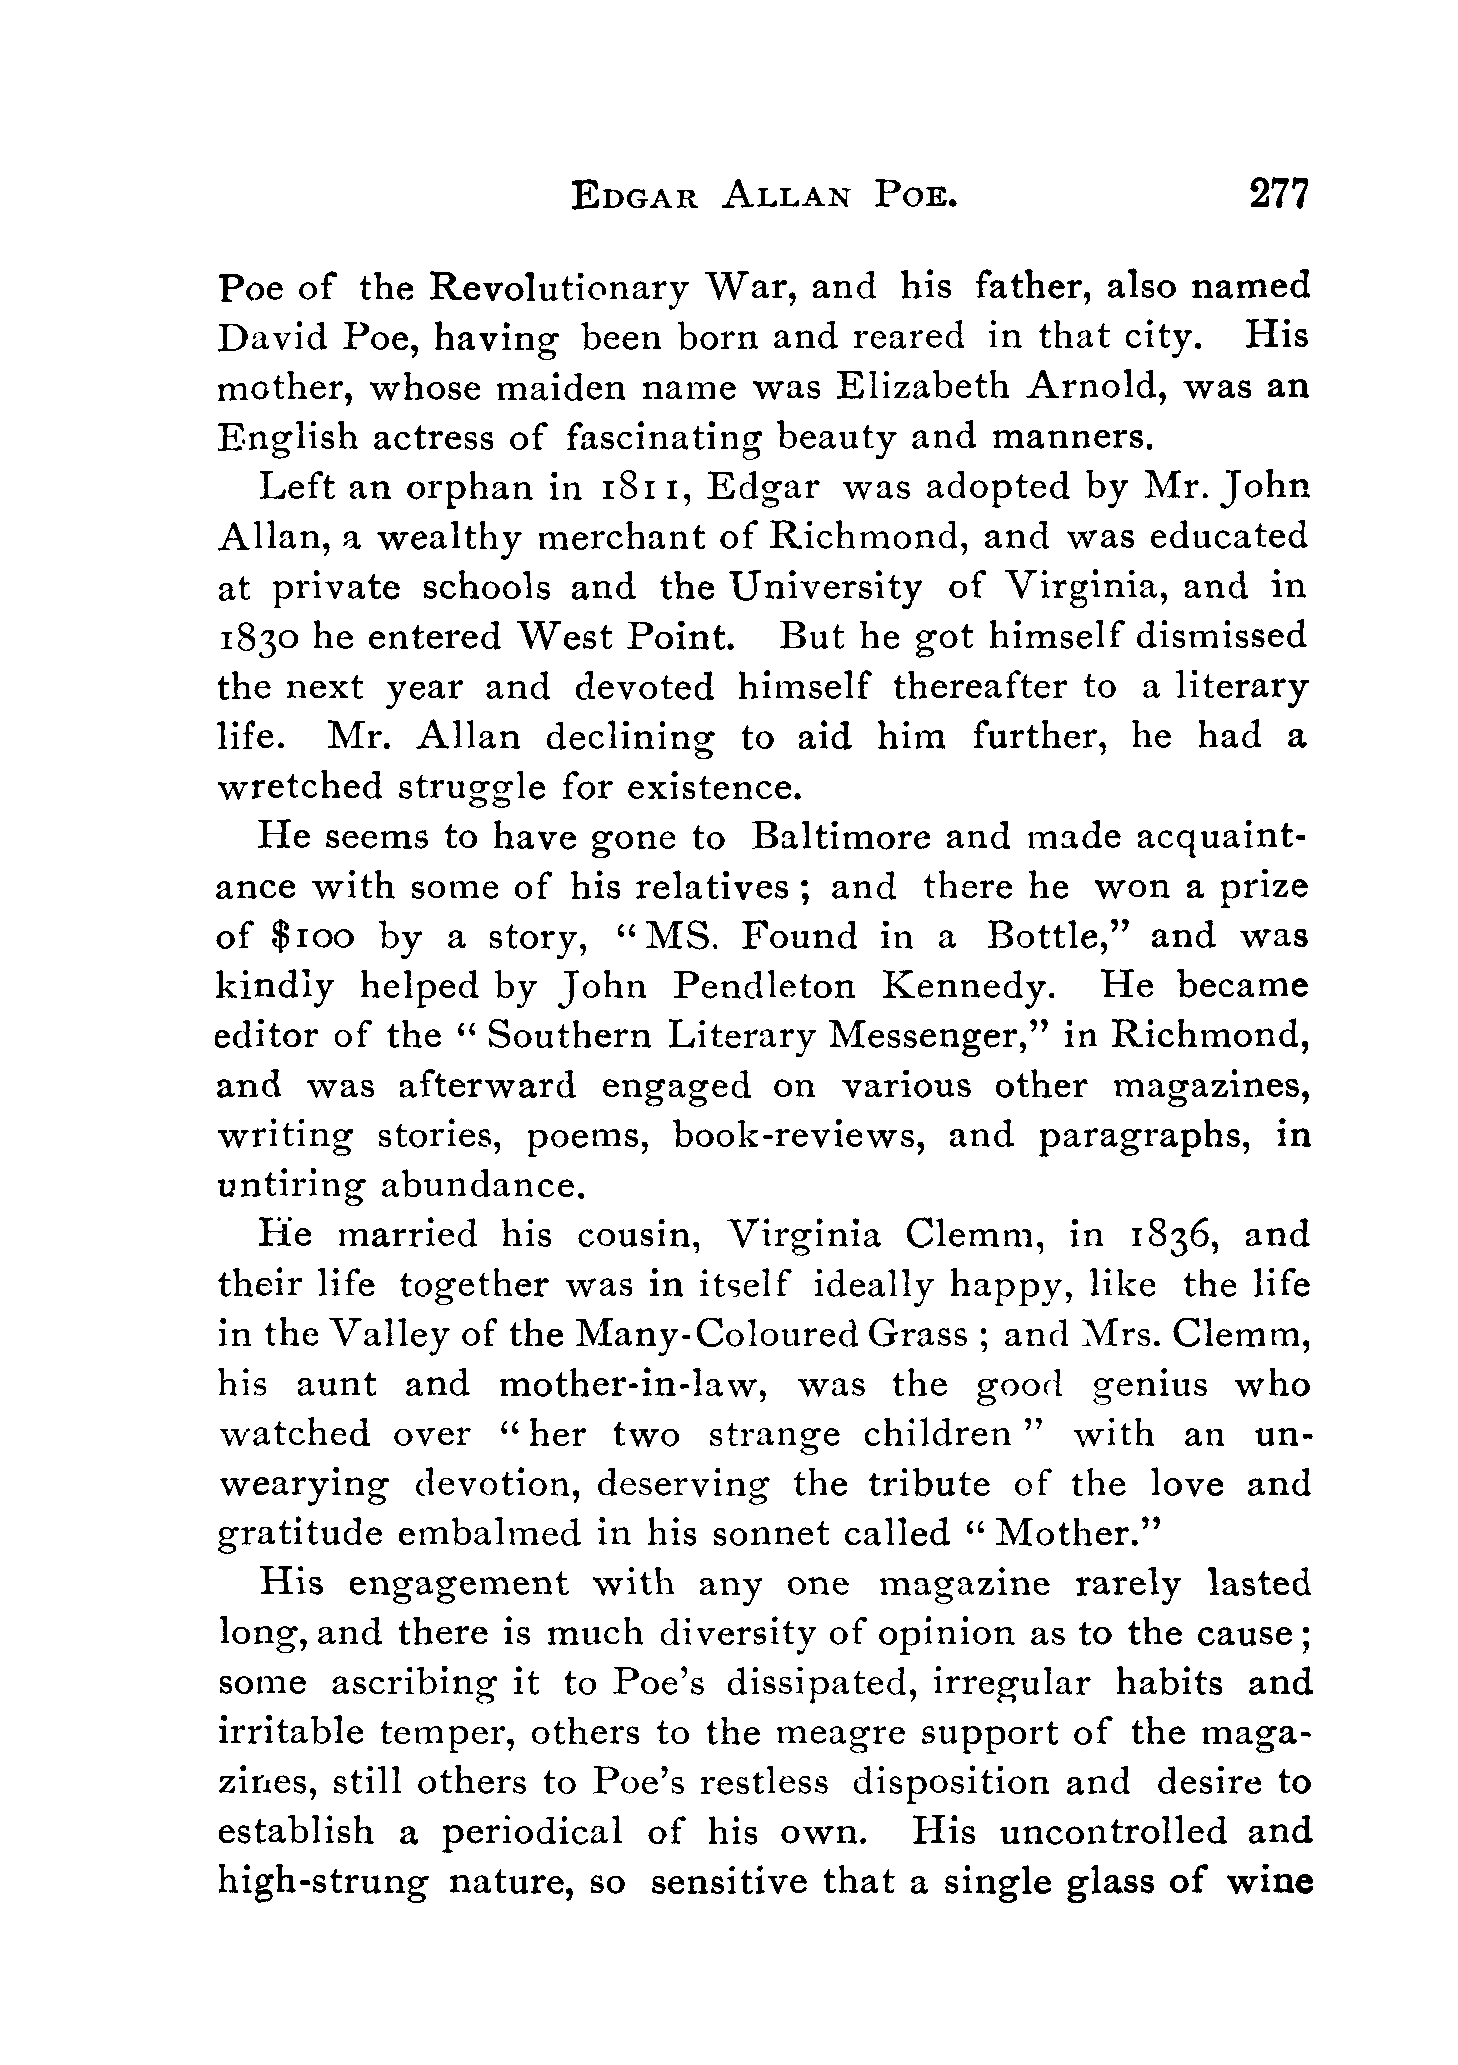 EDGAR ALLAN POE. 277
Poe of the Revolutionary War, and his father, also named
David Poe, having been born and reared in that city. His
mother, whose maiden name was Elizabeth Arnold, was an
English actress of fascinating beauty and manners.
Left an orphan in 1811, Edgar was adopted by Mr. John
Allan, a wealthy merchant of Richmond, and was educated
at private schools and the University of Virginia, and in
1830 he entered West Point. But he got himself dismissed
the next year and devoted himself thereafter to a literary
life. Mr. Allan declining to aid him further, he had a
wretched struggle for existence.
He seems to have gone to Baltimore and made acquaint-
ance with some of his relatives ; and there he won a prize
of $100 by a story, “ MS. Found in a Bottle,” and was
kindly helped by John Pendleton Kennedy. He became
editor of the “ Southern Literary Messenger,” in Richmond,
and was afterward engaged on various other magazines,
writing stories, poems, book-reviews, and paragraphs, in
untiring abundance.
He married his cousin, Virginia Clemm, in 1836, and
their life together was in itself ideally happy, like the life
in the Valley of the Many-Coloured Grass ; and Mrs. Clemm,
his aunt and mother-in-law, was the good genius who
watched over “ her two strange children ” with an un-
wearying devotion, deserving the tribute of the love and
gratitude embalmed in his sonnet called “ Mother.”
His engagement with any one magazine rarely lasted
long, and there is much diversity of opinion as to the cause ;
some ascribing it to Poe’s dissipated, irregular habits and
irritable temper, others to the meagre support of the maga-
zines, still others to Poe’s restless disposition and desire to
establish a periodical of his own. His uncontrolled and
high-strung nature, so sensitive that a single glass of wine